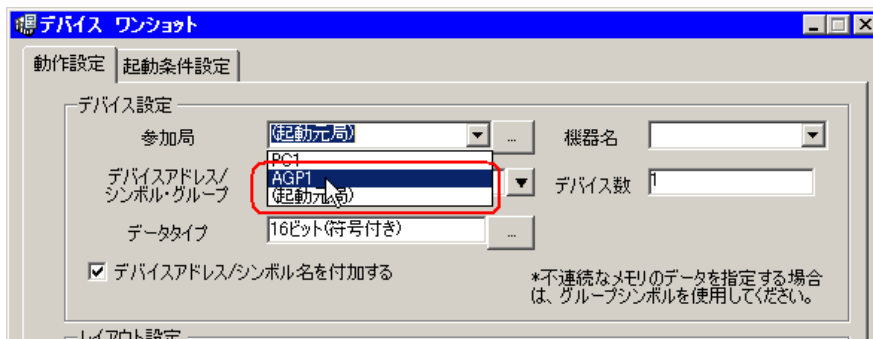 デバイス ワンショット
動作設定 起動条件設定
デバイス設定
参加局 (起動元局) ... 機器名
PC1
AGP1
(起動元局)
デバイスアドレス/
シンボル・グループ
デバイス数 1
データタイプ 16ビット(符号付き) ...
デバイスアドレス/シンボル名を付加する
*不連続なメモリのデータを指定する場合
は、グループシンボルを使用してください。
レイアウト設定